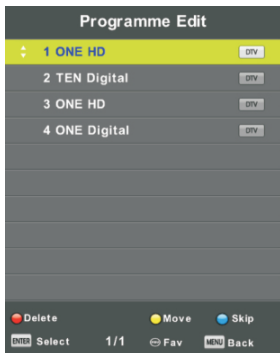 Programme Edit
1 ONE HD DTV
2 TEN Digital DTV
3 ONE HD DTV
4 ONE Digital DTV
Delete Move Skip
ENTER Select 1/1 Fav MENU Back